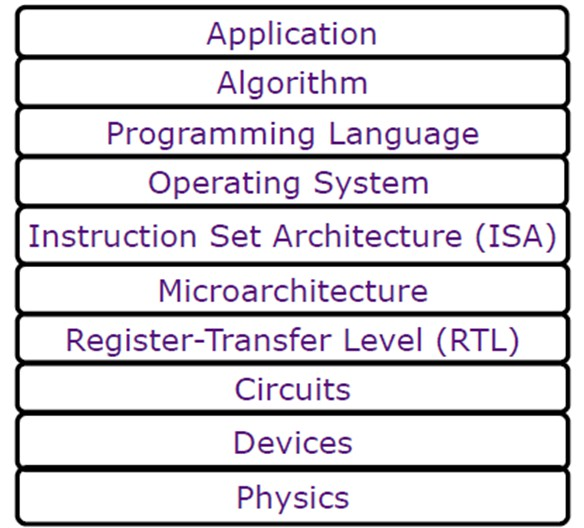 Application
Algorithm
Programming Language
Operating System
Instruction Set Architecture (ISA)
Microarchitecture
Register-Transfer Level (RTL)
Circuits
Devices
Physics